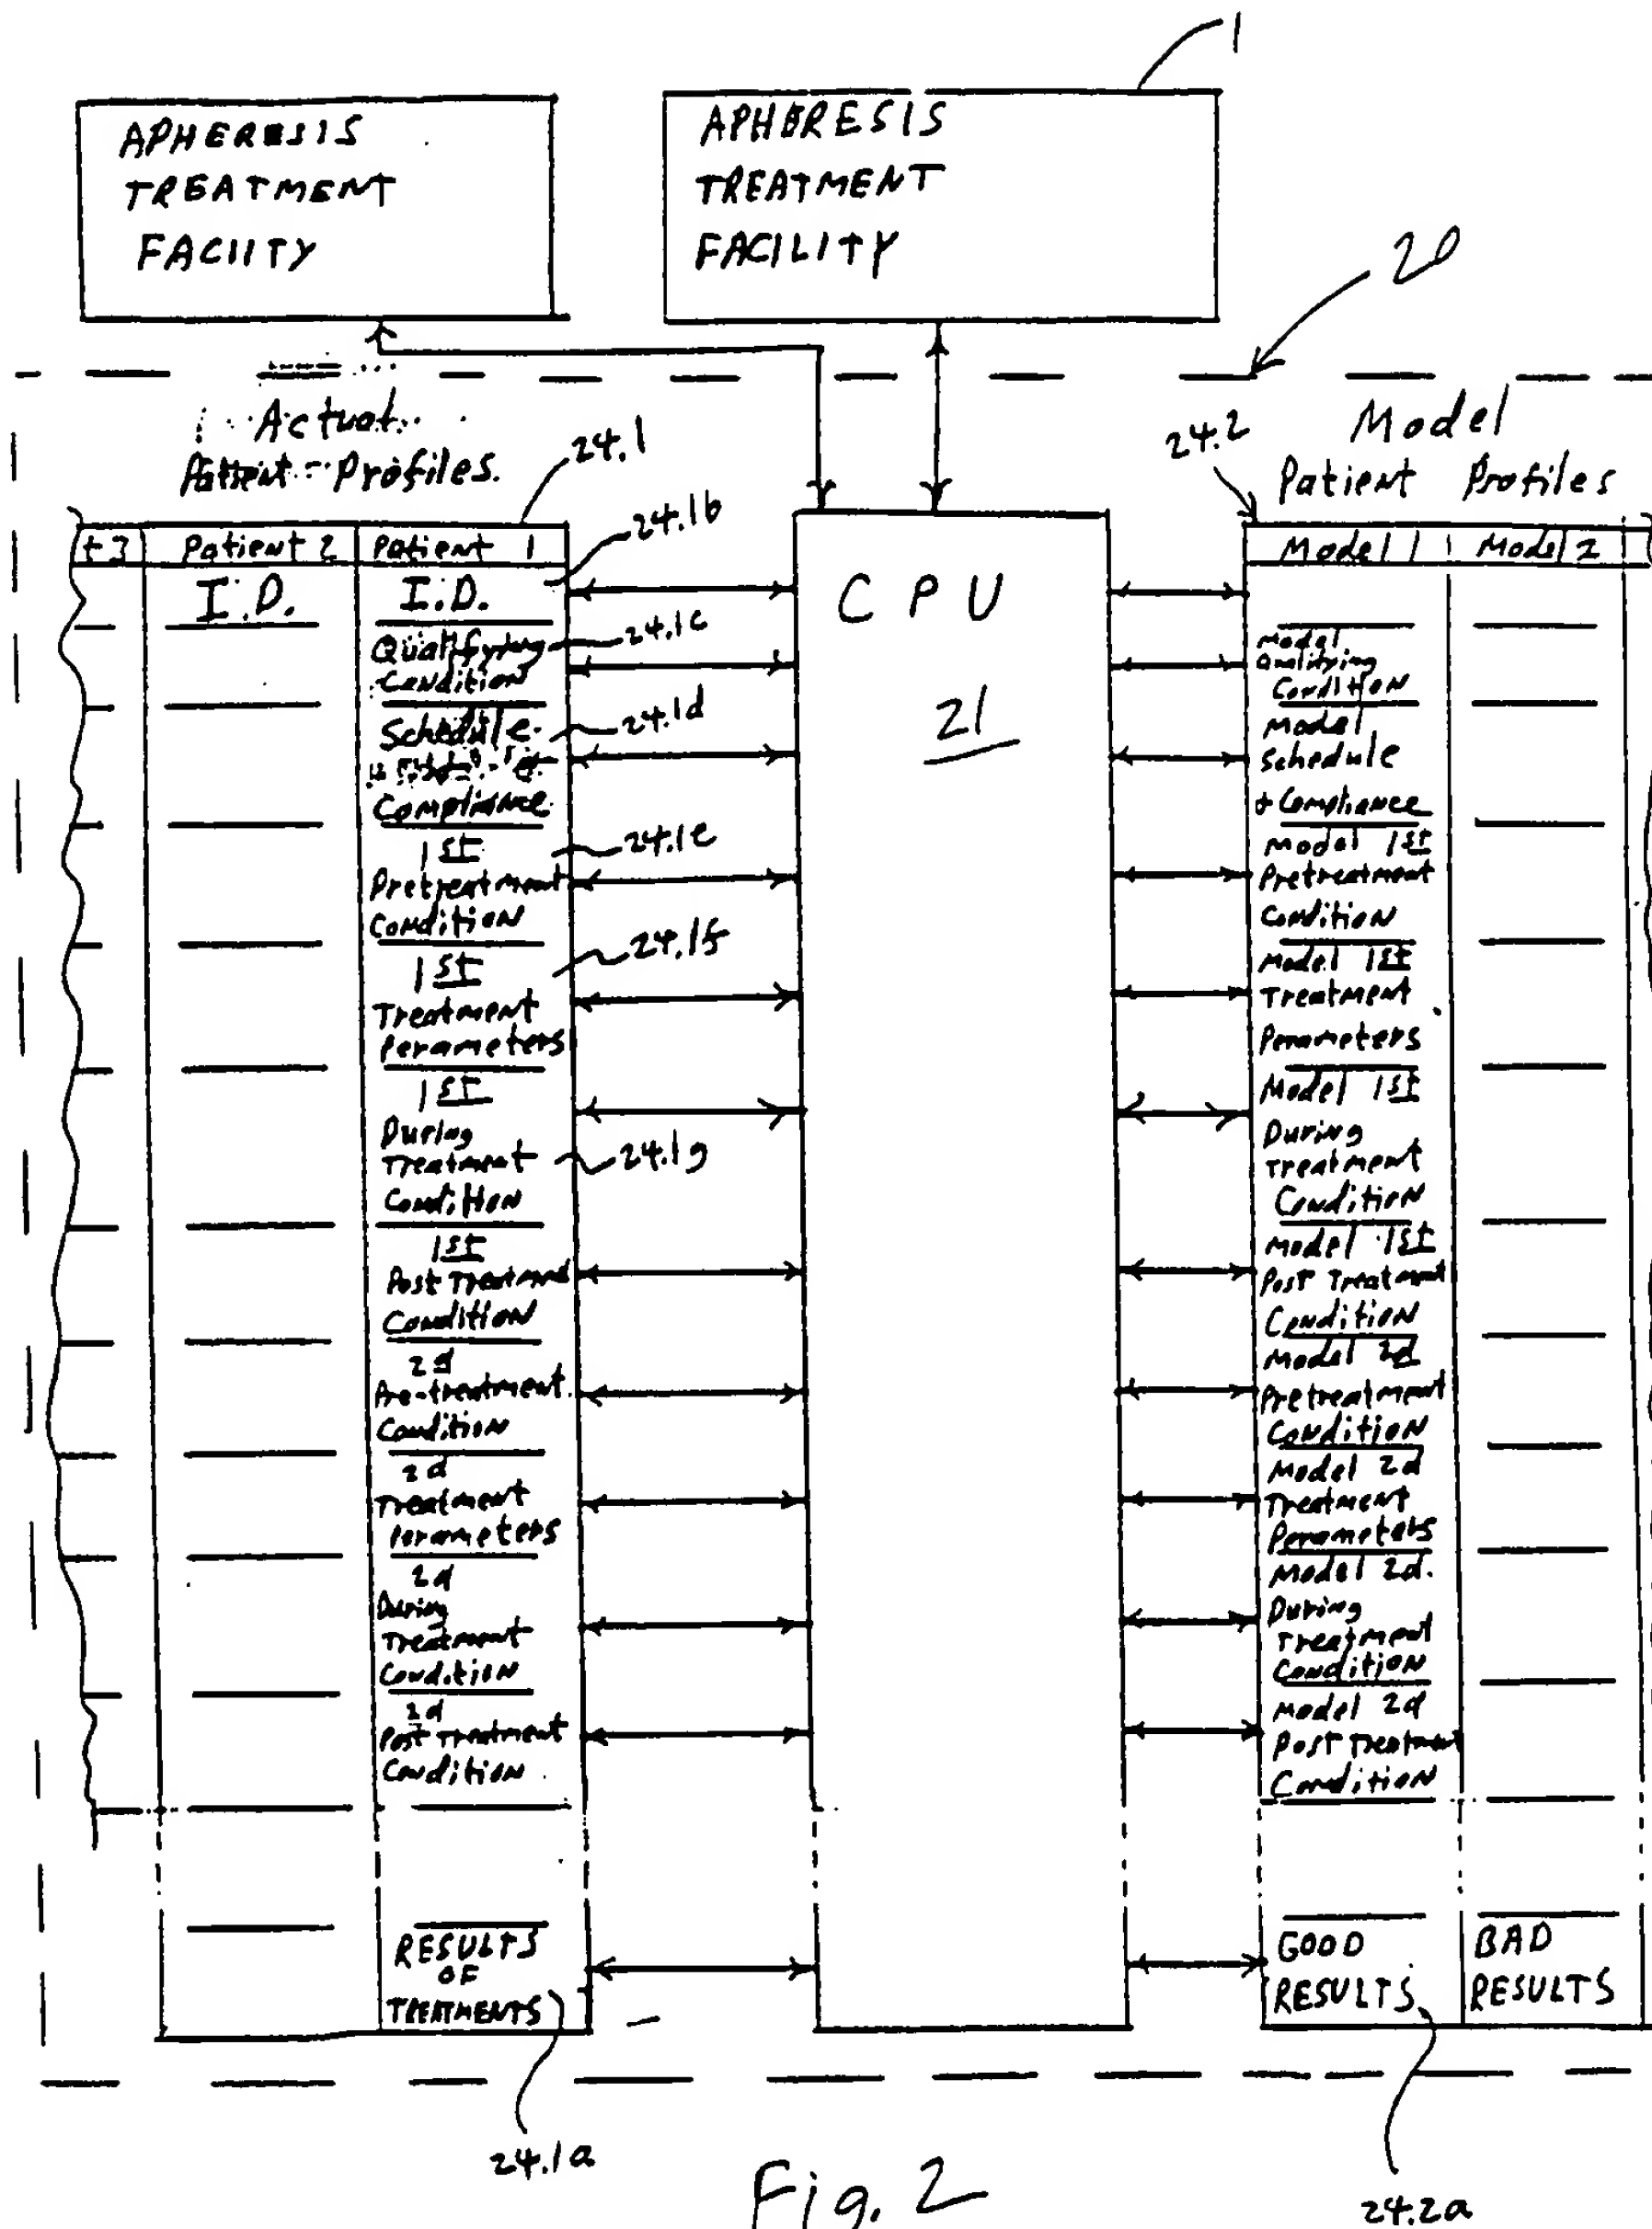 1
APHERESIS
TREATMENT
FACIITY
APHERESIS
TREATMENT
FACILITY
20
Actual
Patient Profiles.
24.1
24.1b
t3
Patient 2
Patient 1
I.D.
I.D.
Qualifying
Condition
24.1c
Schedule
Compliance
24.1d
1st
Pretreatment
Condition
24.1e
1st
Treatment
Perameters
24.1f
1st
During
Treatment
Condition
24.1g
1st
Post Treatment
Condition
2d
Pre-treatment
Condition
2d
Treatment
Perameters
2d
During
Treatment
Condition
2d
Post Treatment
Condition
RESULTS
OF
TREATMENTS
24.1a
CPU
21
24.2
Model
Patient Profiles
Model 1
Model 2
Model
Qualifying
Condition
Model
Schedule
+ Compliance
Model 1st
Pretreatment
Condition
Model 1st
Treatment
Perameters
Model 1st
During
Treatment
Condition
Model 1st
Post Treatment
Condition
Model 2d
Pretreatment
Condition
Model 2d
Treatment
Perameters
Model 2d.
During
Treatment
Condition
Model 2d
Post Treatment
Condition
GOOD
RESULTS
BAD
RESULTS
24.2a
Fig. 2